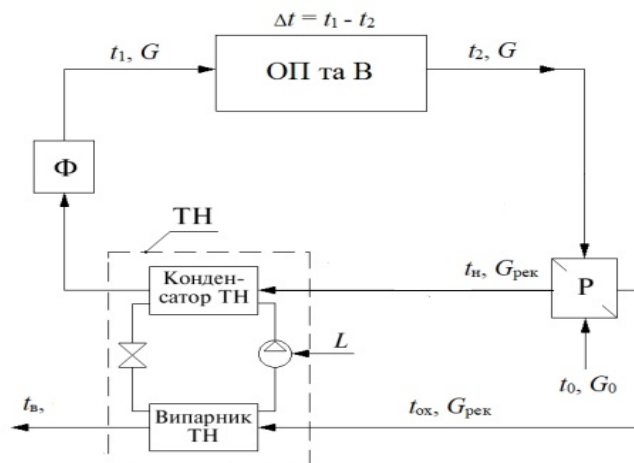 Δt = t₁ - t₂
t₁, G
ОП та В
t₂, G
Ф
ТН
Конден-
сатор ТН
tн, Gрек
Р
L
t₀, G₀
tв,
Випарник
ТН
tох, Gрек